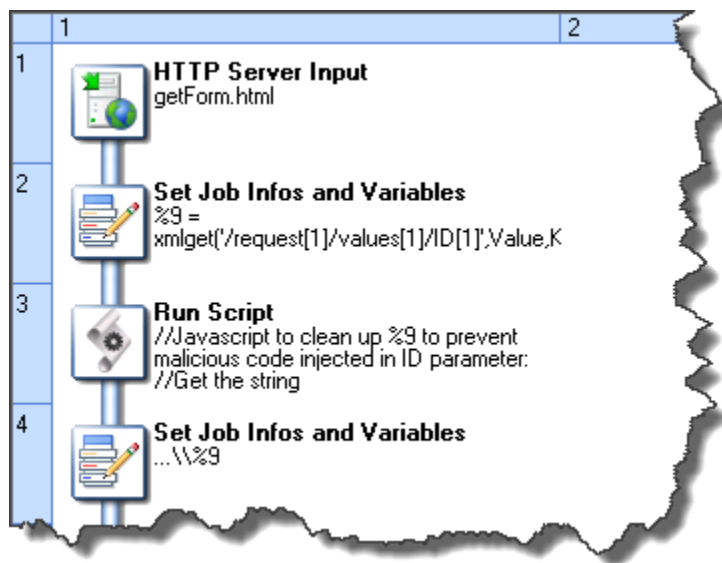 1 2
1
HTTP Server Input
getForm.html
2
Set Job Infos and Variables
%9 =
xmlget('/request[1]/values[1]/ID[1]',Value,K
3
Run Script
//Javascript to clean up %9 to prevent
malicious code injected in ID parameter:
//Get the string
4
Set Job Infos and Variables
...\\%9